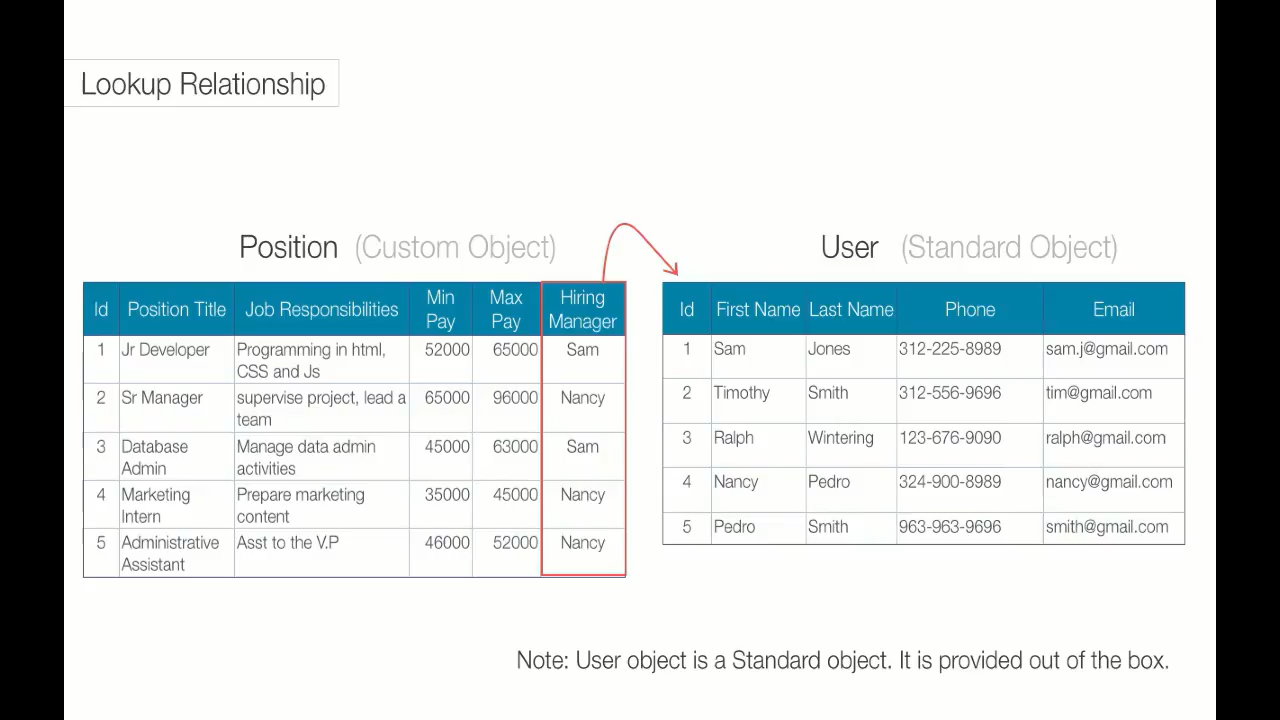 Lookup Relationship
Position (Custom Object)
Id Position Title Job Responsibilities Min Pay Max Pay Hiring Manager
1 Jr Developer Programming in html, CSS and Js 52000 65000 Sam
2 Sr Manager supervise project, lead a team 65000 96000 Nancy
3 Database Admin Manage data admin activities 45000 63000 Sam
4 Marketing Intern Prepare marketing content 35000 45000 Nancy
5 Administrative Assistant Asst to the V.P 46000 52000 Nancy
User (Standard Object)
Id First Name Last Name Phone Email
1 Sam Jones 312-225-8989 sam.j@gmail.com
2 Timothy Smith 312-556-9696 tim@gmail.com
3 Ralph Wintering 123-676-9090 ralph@gmail.com
4 Nancy Pedro 324-900-8989 nancy@gmail.com
5 Pedro Smith 963-963-9696 smith@gmail.com
Note: User object is a Standard object. It is provided out of the box.